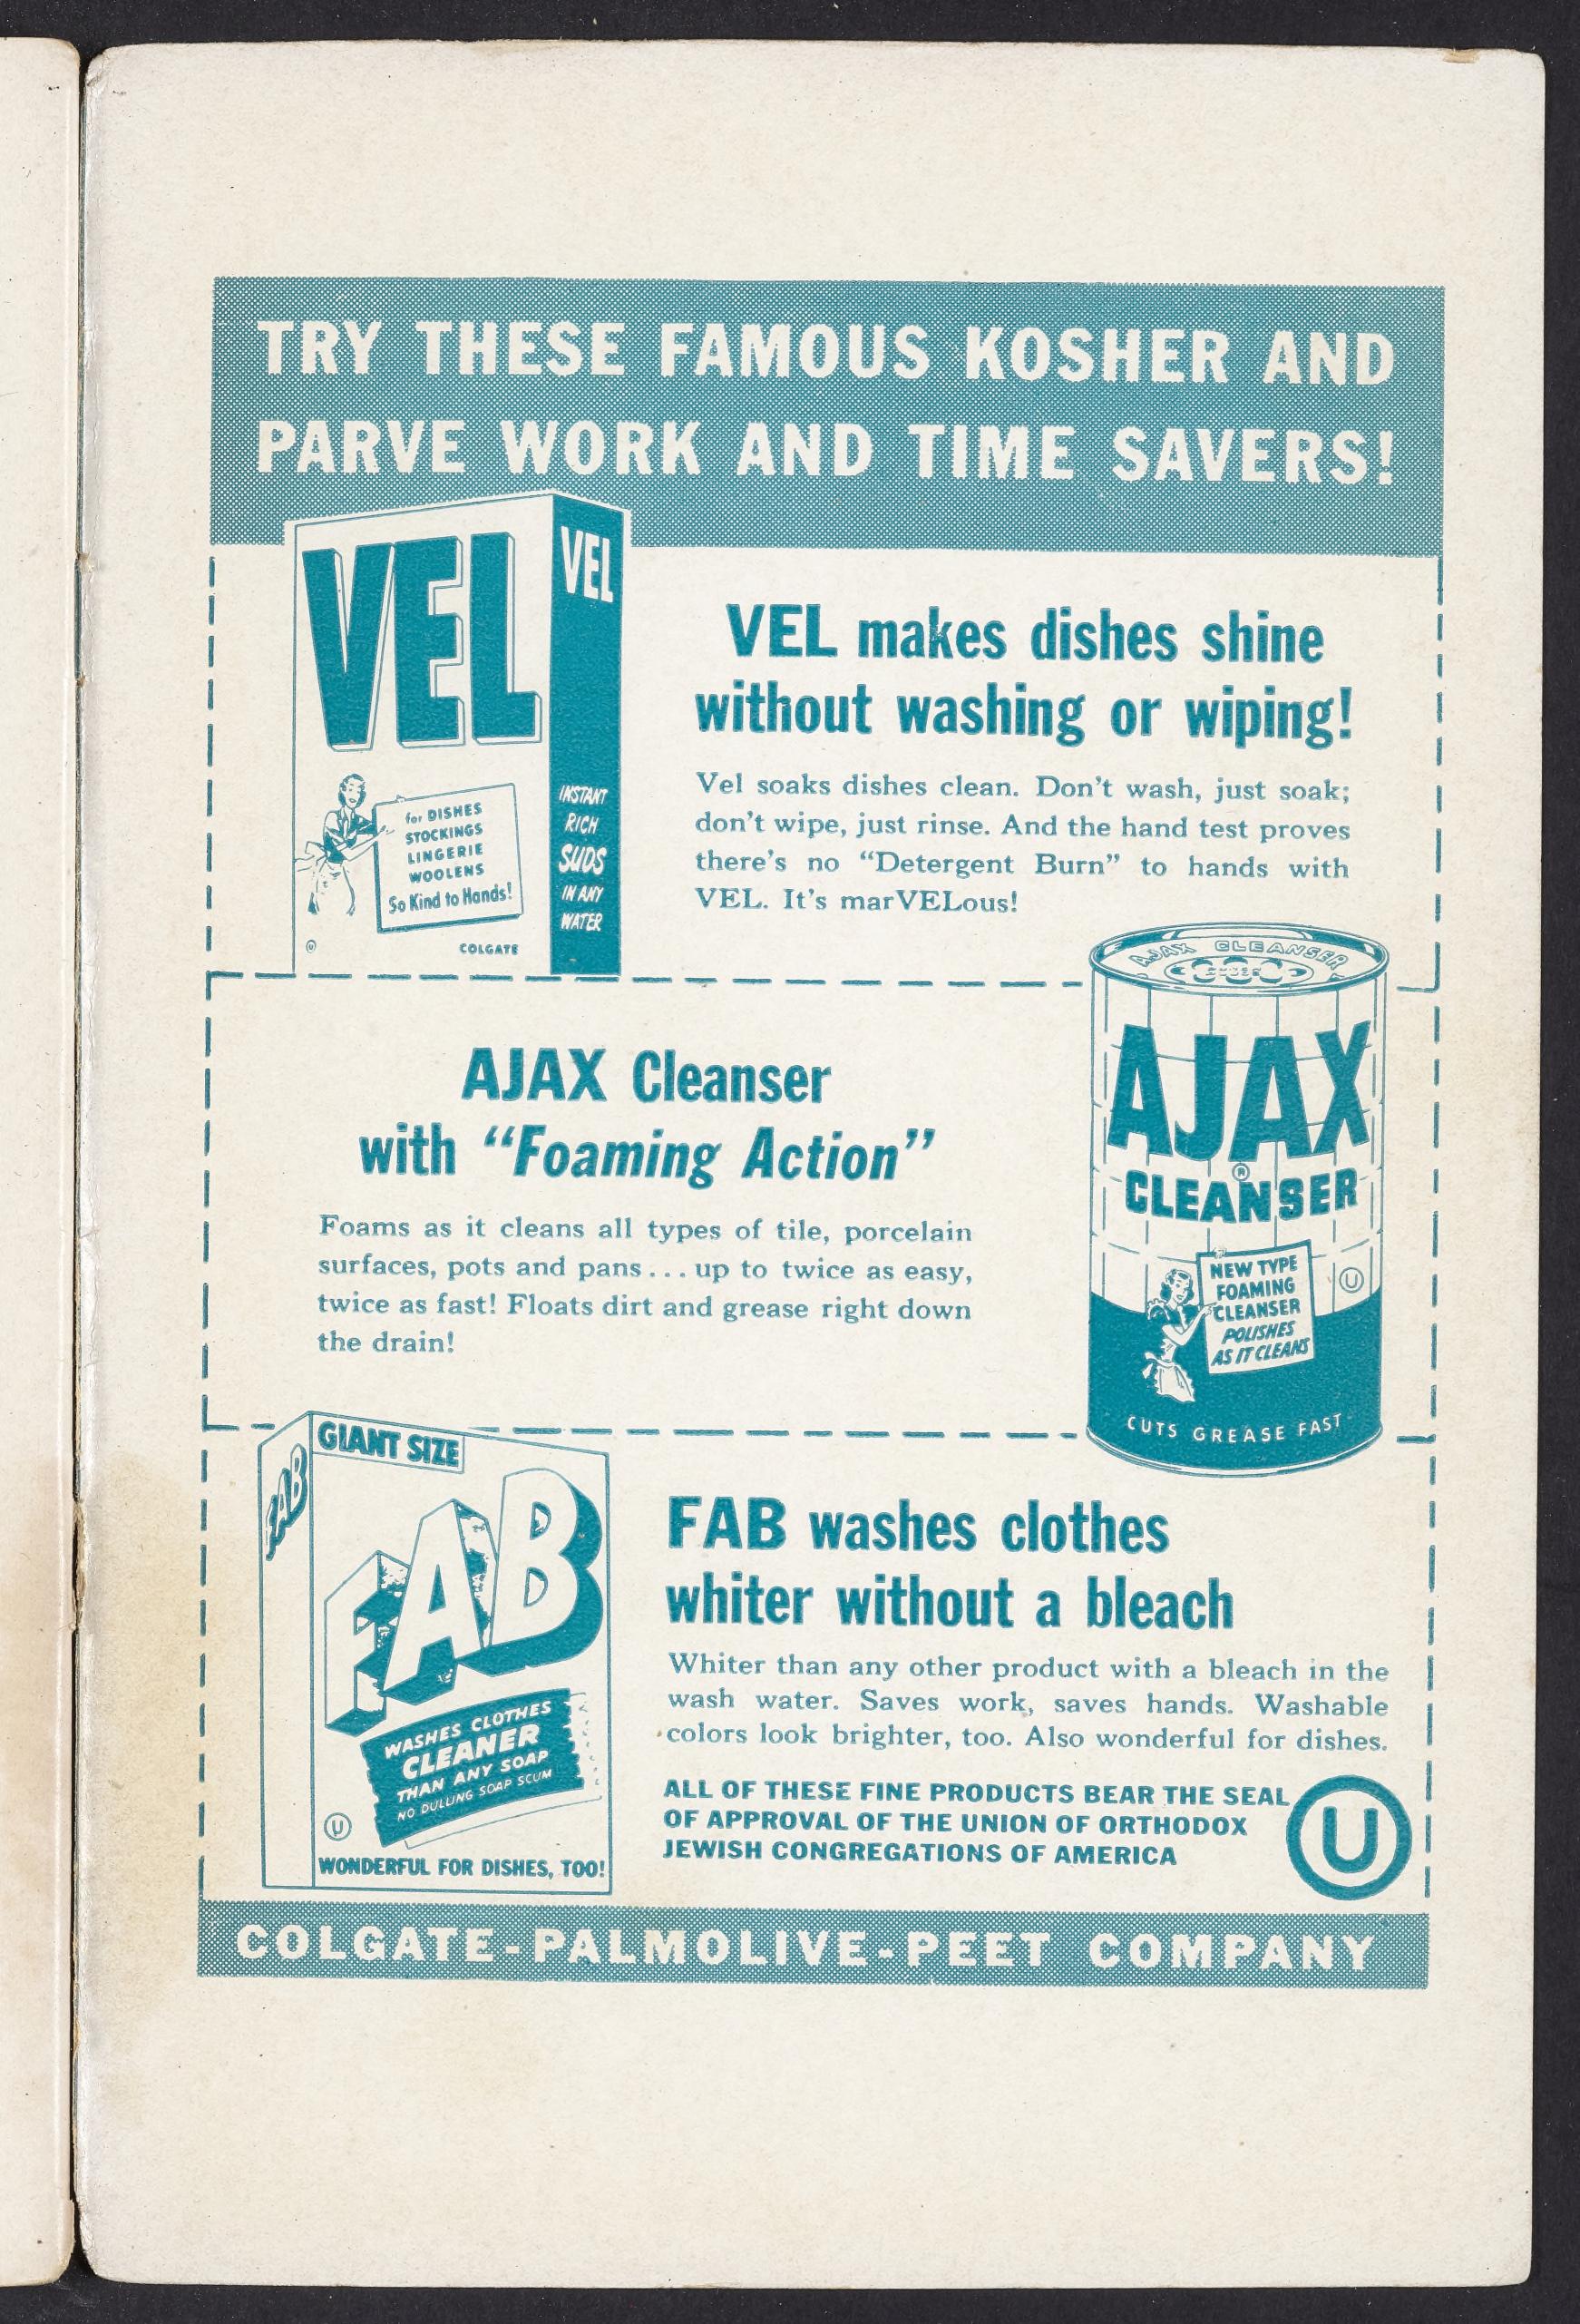 TRY THESE FAMOUS KOSHER AND
PARVE WORK AND TIME SAVERS!
VEL
VEL
for DISHES
STOCKINGS
LINGERIE
WOOLENS
So Kind to Hands!
U
COLGATE
INSTANT
RICH
SUDS
IN ANY
WATER
VEL makes dishes shine
without washing or wiping!
Vel soaks dishes clean. Don't wash, just soak;
don't wipe, just rinse. And the hand test proves
there's no “Detergent Burn” to hands with
VEL. It's marVELous!
AJAX Cleanser
with “Foaming Action”
Foams as it cleans all types of tile, porcelain
surfaces, pots and pans... up to twice as easy,
twice as fast! Floats dirt and grease right down
the drain!
AJAX CLEANSER
AJAX
®
CLEANSER
NEW TYPE
FOAMING
CLEANSER
POLISHES
AS IT CLEANS
U
CUTS GREASE FAST
GIANT SIZE
FAB
FAB
WASHES CLOTHES
CLEANER
THAN ANY SOAP
NO DULLING SOAP SCUM
U
WONDERFUL FOR DISHES, TOO!
FAB washes clothes
whiter without a bleach
Whiter than any other product with a bleach in the
wash water. Saves work, saves hands. Washable
colors look brighter, too. Also wonderful for dishes.
ALL OF THESE FINE PRODUCTS BEAR THE SEAL
OF APPROVAL OF THE UNION OF ORTHODOX
JEWISH CONGREGATIONS OF AMERICA
U
COLGATE-PALMOLIVE-PEET COMPANY